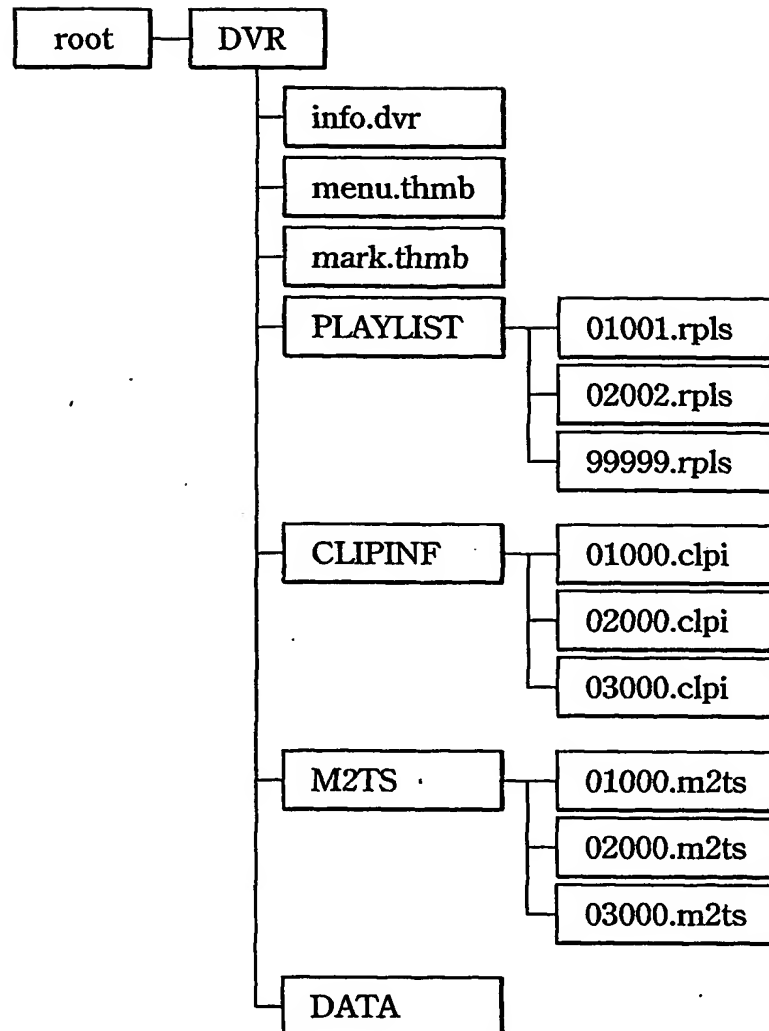 root
DVR
info.dvr
menu.thmb
mark.thmb
PLAYLIST
01001.rpls
02002.rpls
99999.rpls
CLIPINF
01000.clpi
02000.clpi
03000.clpi
M2TS
01000.m2ts
02000.m2ts
03000.m2ts
DATA